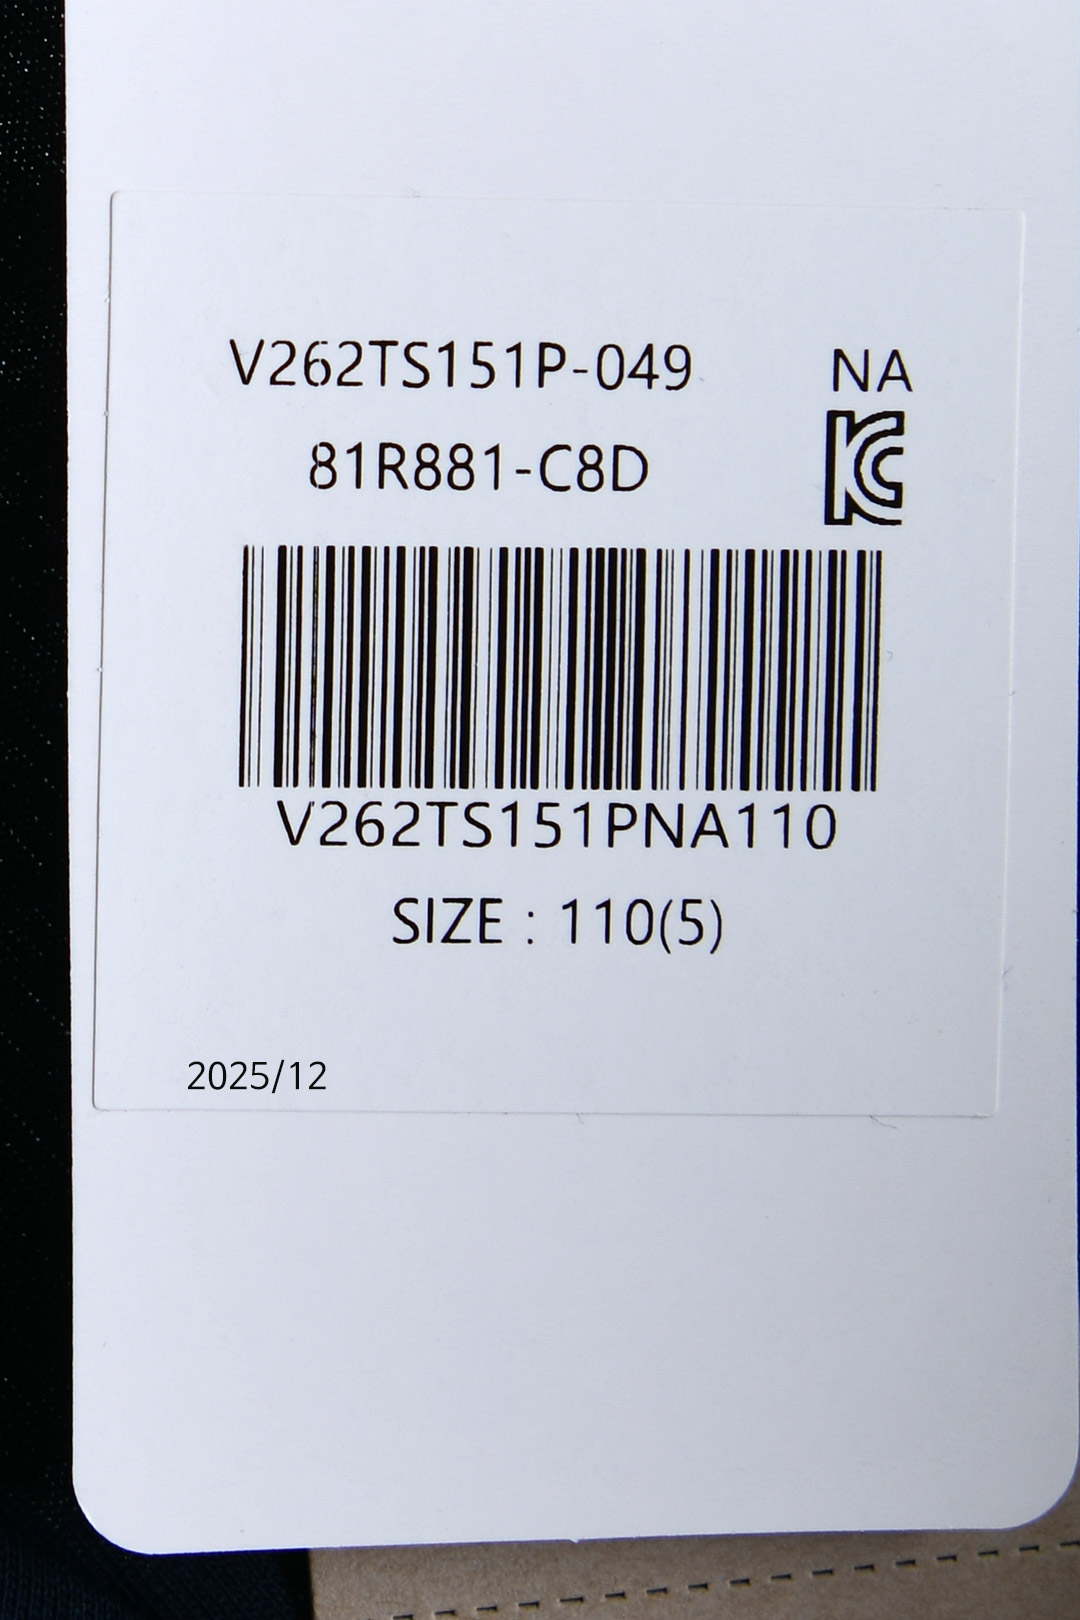 V262TS151P-049 NA
81R881-C8D
V262TS151PNA110
SIZE : 110(5)
2025/12